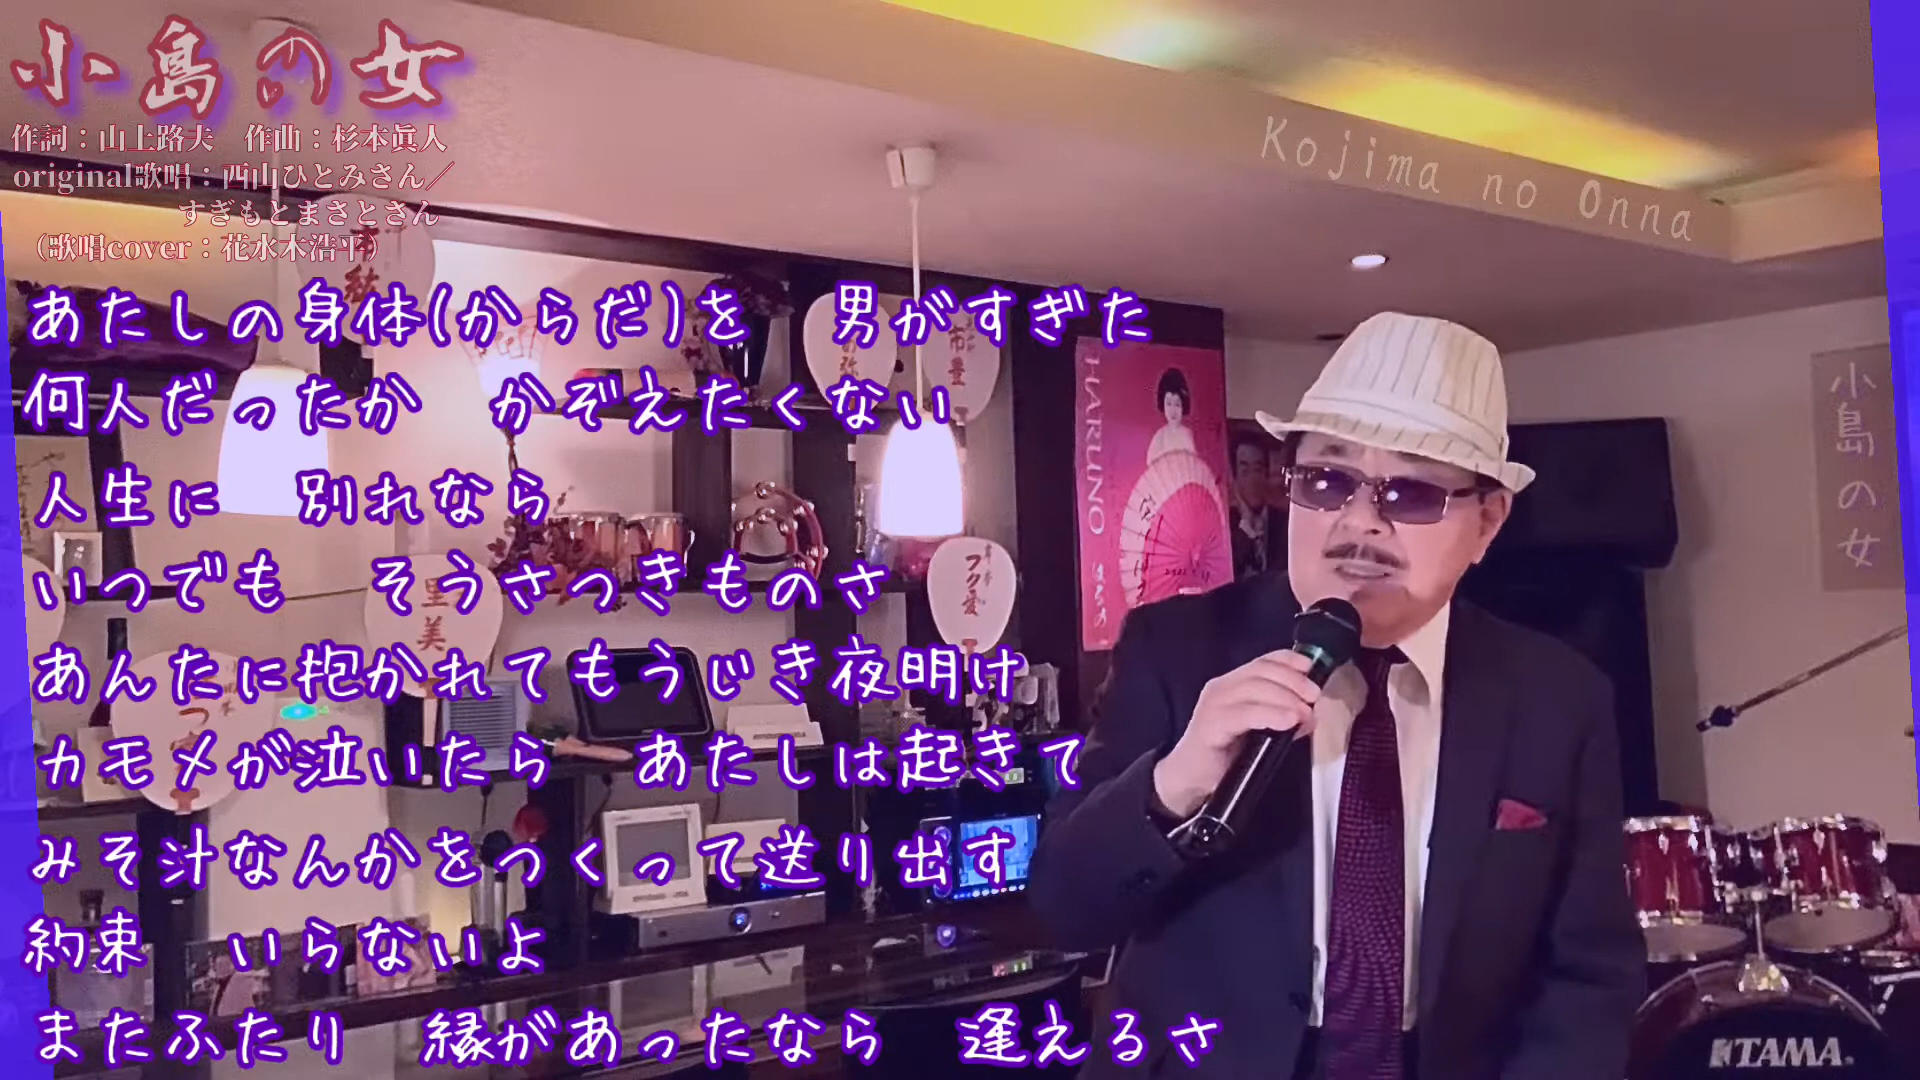 小島の女
作詞：山上路夫　作曲：杉本眞人
original歌唱：西山ひとみさん／
すぎもとまさとさん
（歌唱cover：花水木浩平）
Kojima no Onna
あたしの身体(からだ)を　男がすぎた
何人だったか　かぞえたくない
人生に　別れなら
いつでも　そうさつきものさ
あんたに抱かれてもうじき夜明け
カモメが泣いたら　あたしは起きて
みそ汁なんかをつくって送り出す
約束　いらないよ
またふたり　縁があったなら　逢えるさ
小島の女
HARUNO
里美
フク愛
市豊
TAMA